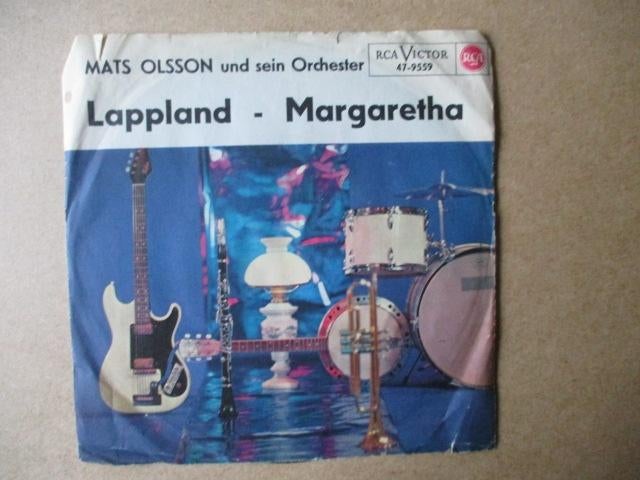 MATS OLSSON und sein Orchester
RCA VICTOR
47-9559
RCA
Lappland - Margaretha